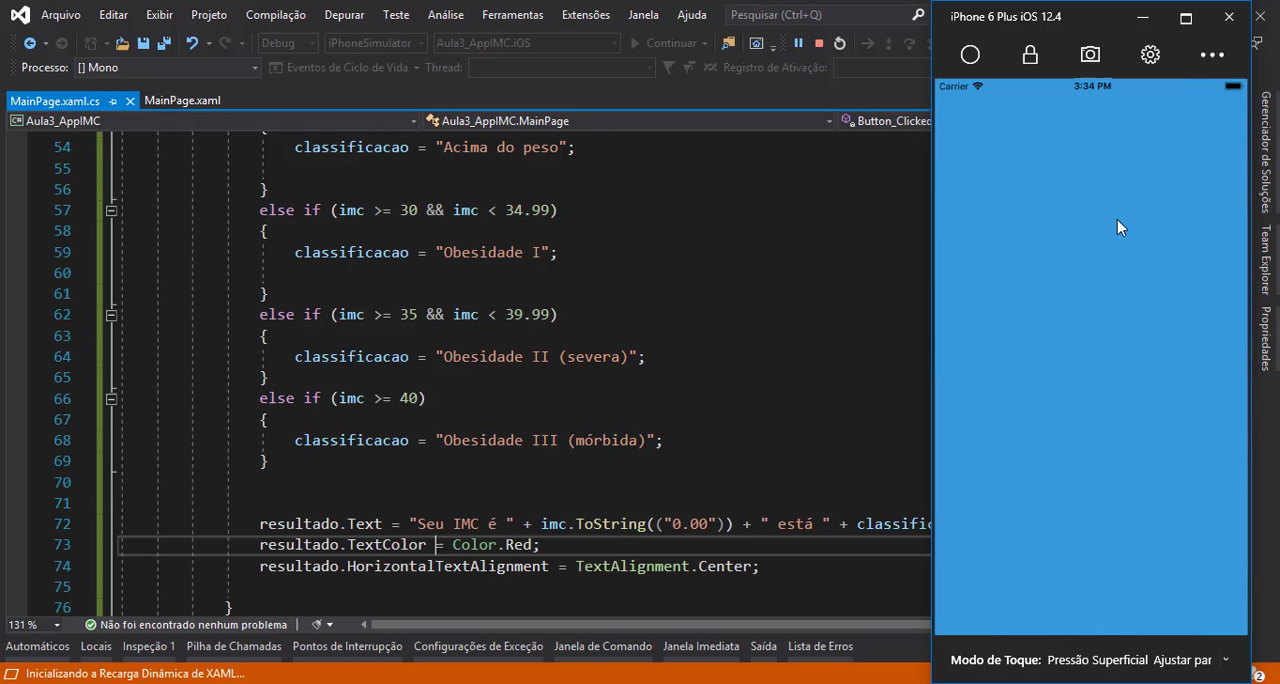 Arquivo Editar Exibir Projeto Compilação Depurar Teste Análise Ferramentas Extensões Janela Ajuda Pesquisar (Ctrl+Q)
iPhone 6 Plus iOS 12.4
Debug iPhoneSimulator Aula3_AppIMC.iOS Continuar
Processo: [] Mono Eventos de Ciclo de Vida Thread: Registro de Ativação:
MainPage.xaml.cs MainPage.xaml
Carrier 3:34 PM
Aula3_AppIMC Aula3_AppIMC.MainPage Button_Clicked
54 classificacao = "Acima do peso";
55
56 }
57 else if (imc >= 30 && imc < 34.99)
58 {
59 classificacao = "Obesidade I";
60
61 }
62 else if (imc >= 35 && imc < 39.99)
63 {
64 classificacao = "Obesidade II (severa)";
65 }
66 else if (imc >= 40)
67 {
68 classificacao = "Obesidade III (mórbida)";
69 }
70
71
72 resultado.Text = "Seu IMC é " + imc.ToString(("0.00")) + " está " + classific
73 resultado.TextColor = Color.Red;
74 resultado.HorizontalTextAlignment = TextAlignment.Center;
75
76 }
131 % Não foi encontrado nenhum problema
Automáticos Locais Inspeção 1 Pilha de Chamadas Pontos de Interrupção Configurações de Exceção Janela de Comando Janela Imediata Saída Lista de Erros
Modo de Toque: Pressão Superficial Ajustar par
Inicializando a Recarga Dinâmica de XAML...
2
Gerenciador de Soluções
Team Explorer
Propriedades